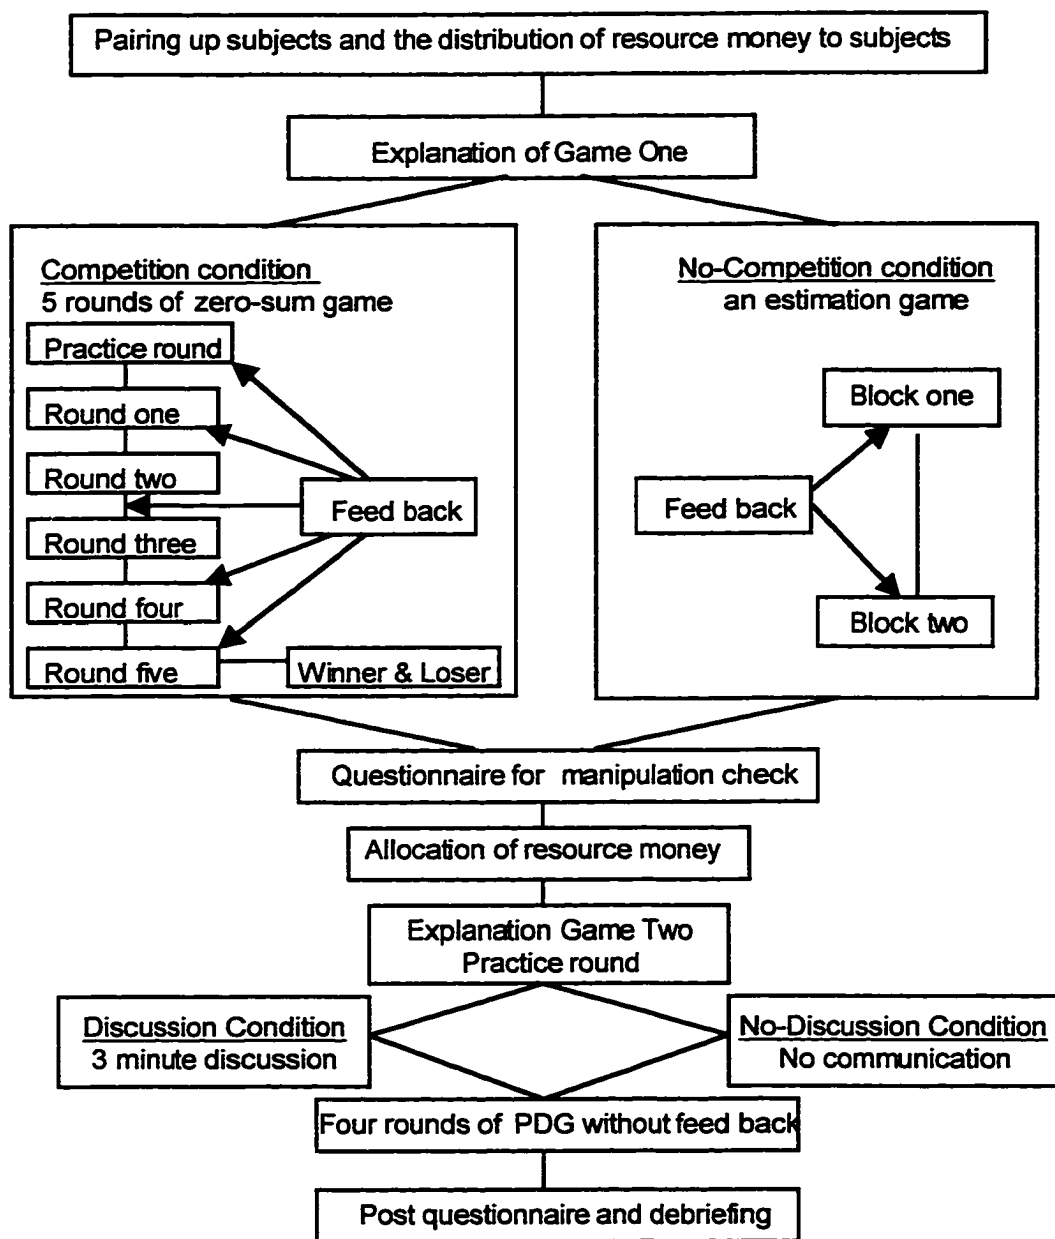 Pairing up subjects and the distribution of resource money to subjects
Explanation of Game One
Competition condition
5 rounds of zero-sum game
Practice round
Round one
Round two
Round three
Round four
Round five
Feed back
Winner & Loser
No-Competition condition
an estimation game
Block one
Feed back
Block two
Questionnaire for manipulation check
Allocation of resource money
Explanation Game Two
Practice round
Discussion Condition
3 minute discussion
No-Discussion Condition
No communication
Four rounds of PDG without feed back
Post questionnaire and debriefing